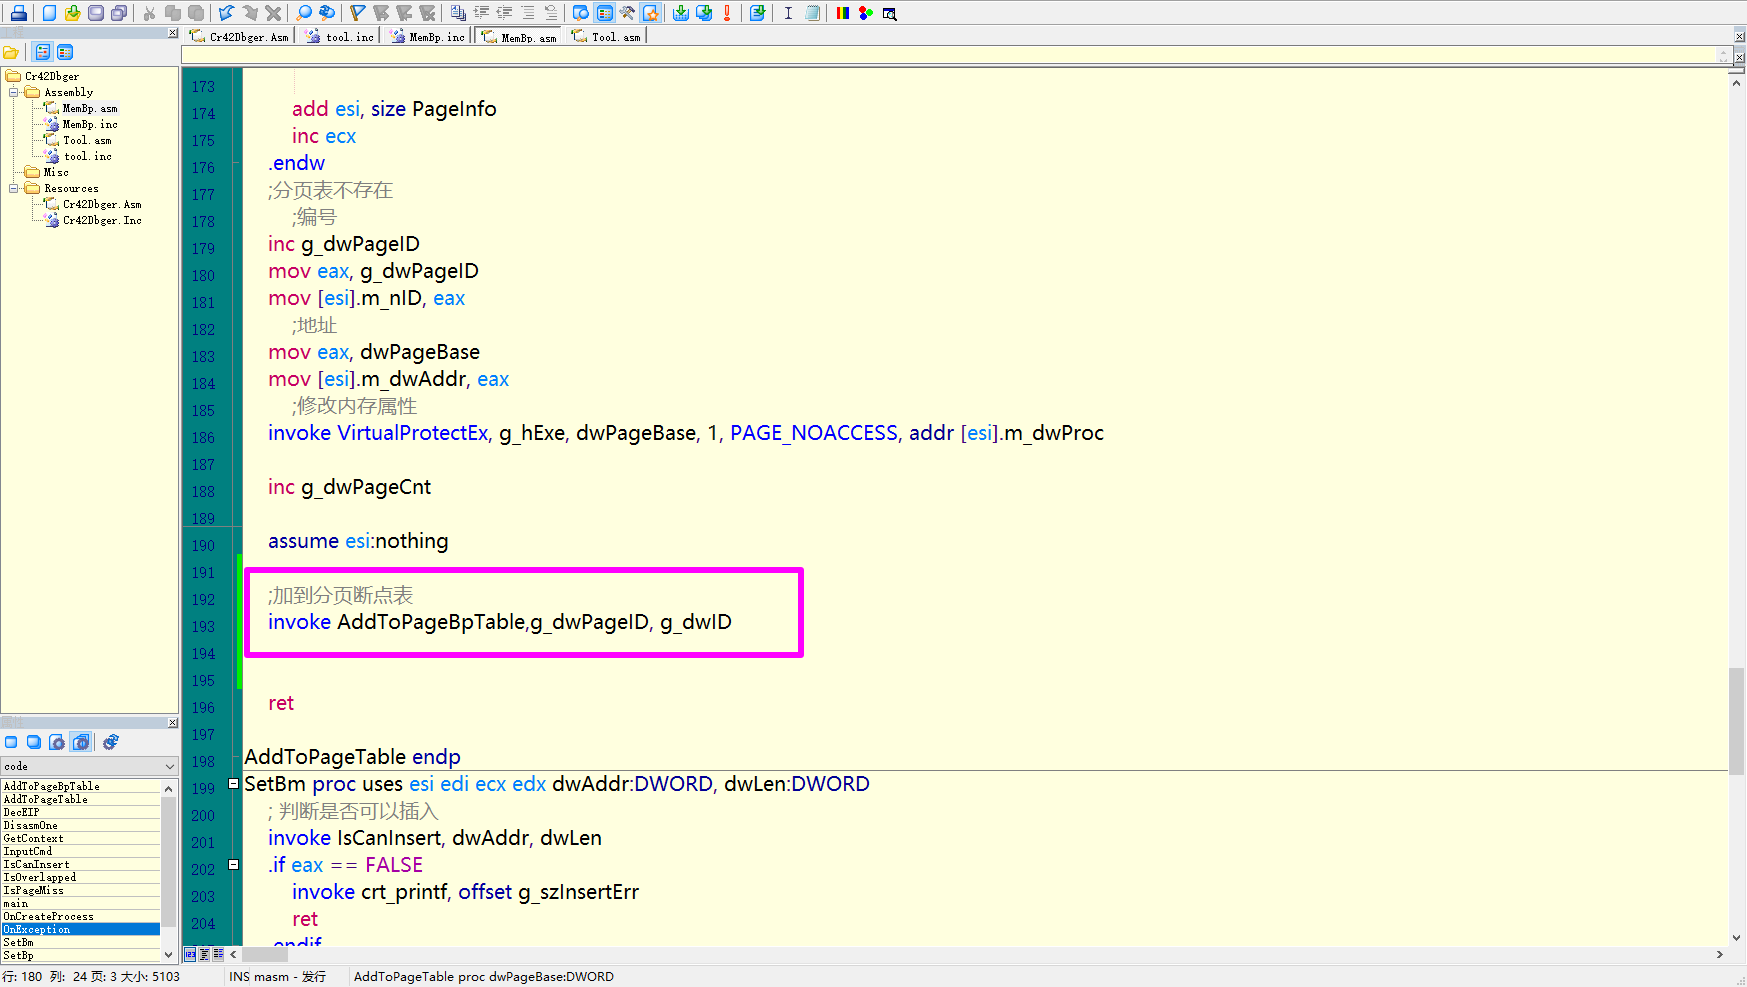 Cr42Dbger.Asm
tool.inc
MemBp.inc
MemBp.asm
Tool.asm
工程
Cr42Dbger
Assembly
MemBp.asm
MemBp.inc
Tool.asm
tool.inc
Misc
Resources
Cr42Dbger.Asm
Cr42Dbger.Inc
属性
code
AddToPageBpTable
AddToPageTable
DecEIP
DisasmOne
GetContext
InputCmd
IsCanInsert
IsOverlapped
IsPageMiss
main
OnCreateProcess
OnException
SetBm
SetBp
173
174 add esi, size PageInfo
175 inc ecx
176 .endw
177 ;分页表不存在
178 ;编号
179 inc g_dwPageID
180 mov eax, g_dwPageID
181 mov [esi].m_nID, eax
182 ;地址
183 mov eax, dwPageBase
184 mov [esi].m_dwAddr, eax
185 ;修改内存属性
186 invoke VirtualProtectEx, g_hExe, dwPageBase, 1, PAGE_NOACCESS, addr [esi].m_dwProc
187
188 inc g_dwPageCnt
189
190 assume esi:nothing
191
192 ;加到分页断点表
193 invoke AddToPageBpTable,g_dwPageID, g_dwID
194
195
196 ret
197
198 AddToPageTable endp
199 SetBm proc uses esi edi ecx edx dwAddr:DWORD, dwLen:DWORD
200 ; 判断是否可以插入
201 invoke IsCanInsert, dwAddr, dwLen
202 .if eax == FALSE
203 invoke crt_printf, offset g_szInsertErr
204 ret
.endif
行: 180 列: 24 页: 3 大小: 5103
INS masm - 发行
AddToPageTable proc dwPageBase:DWORD